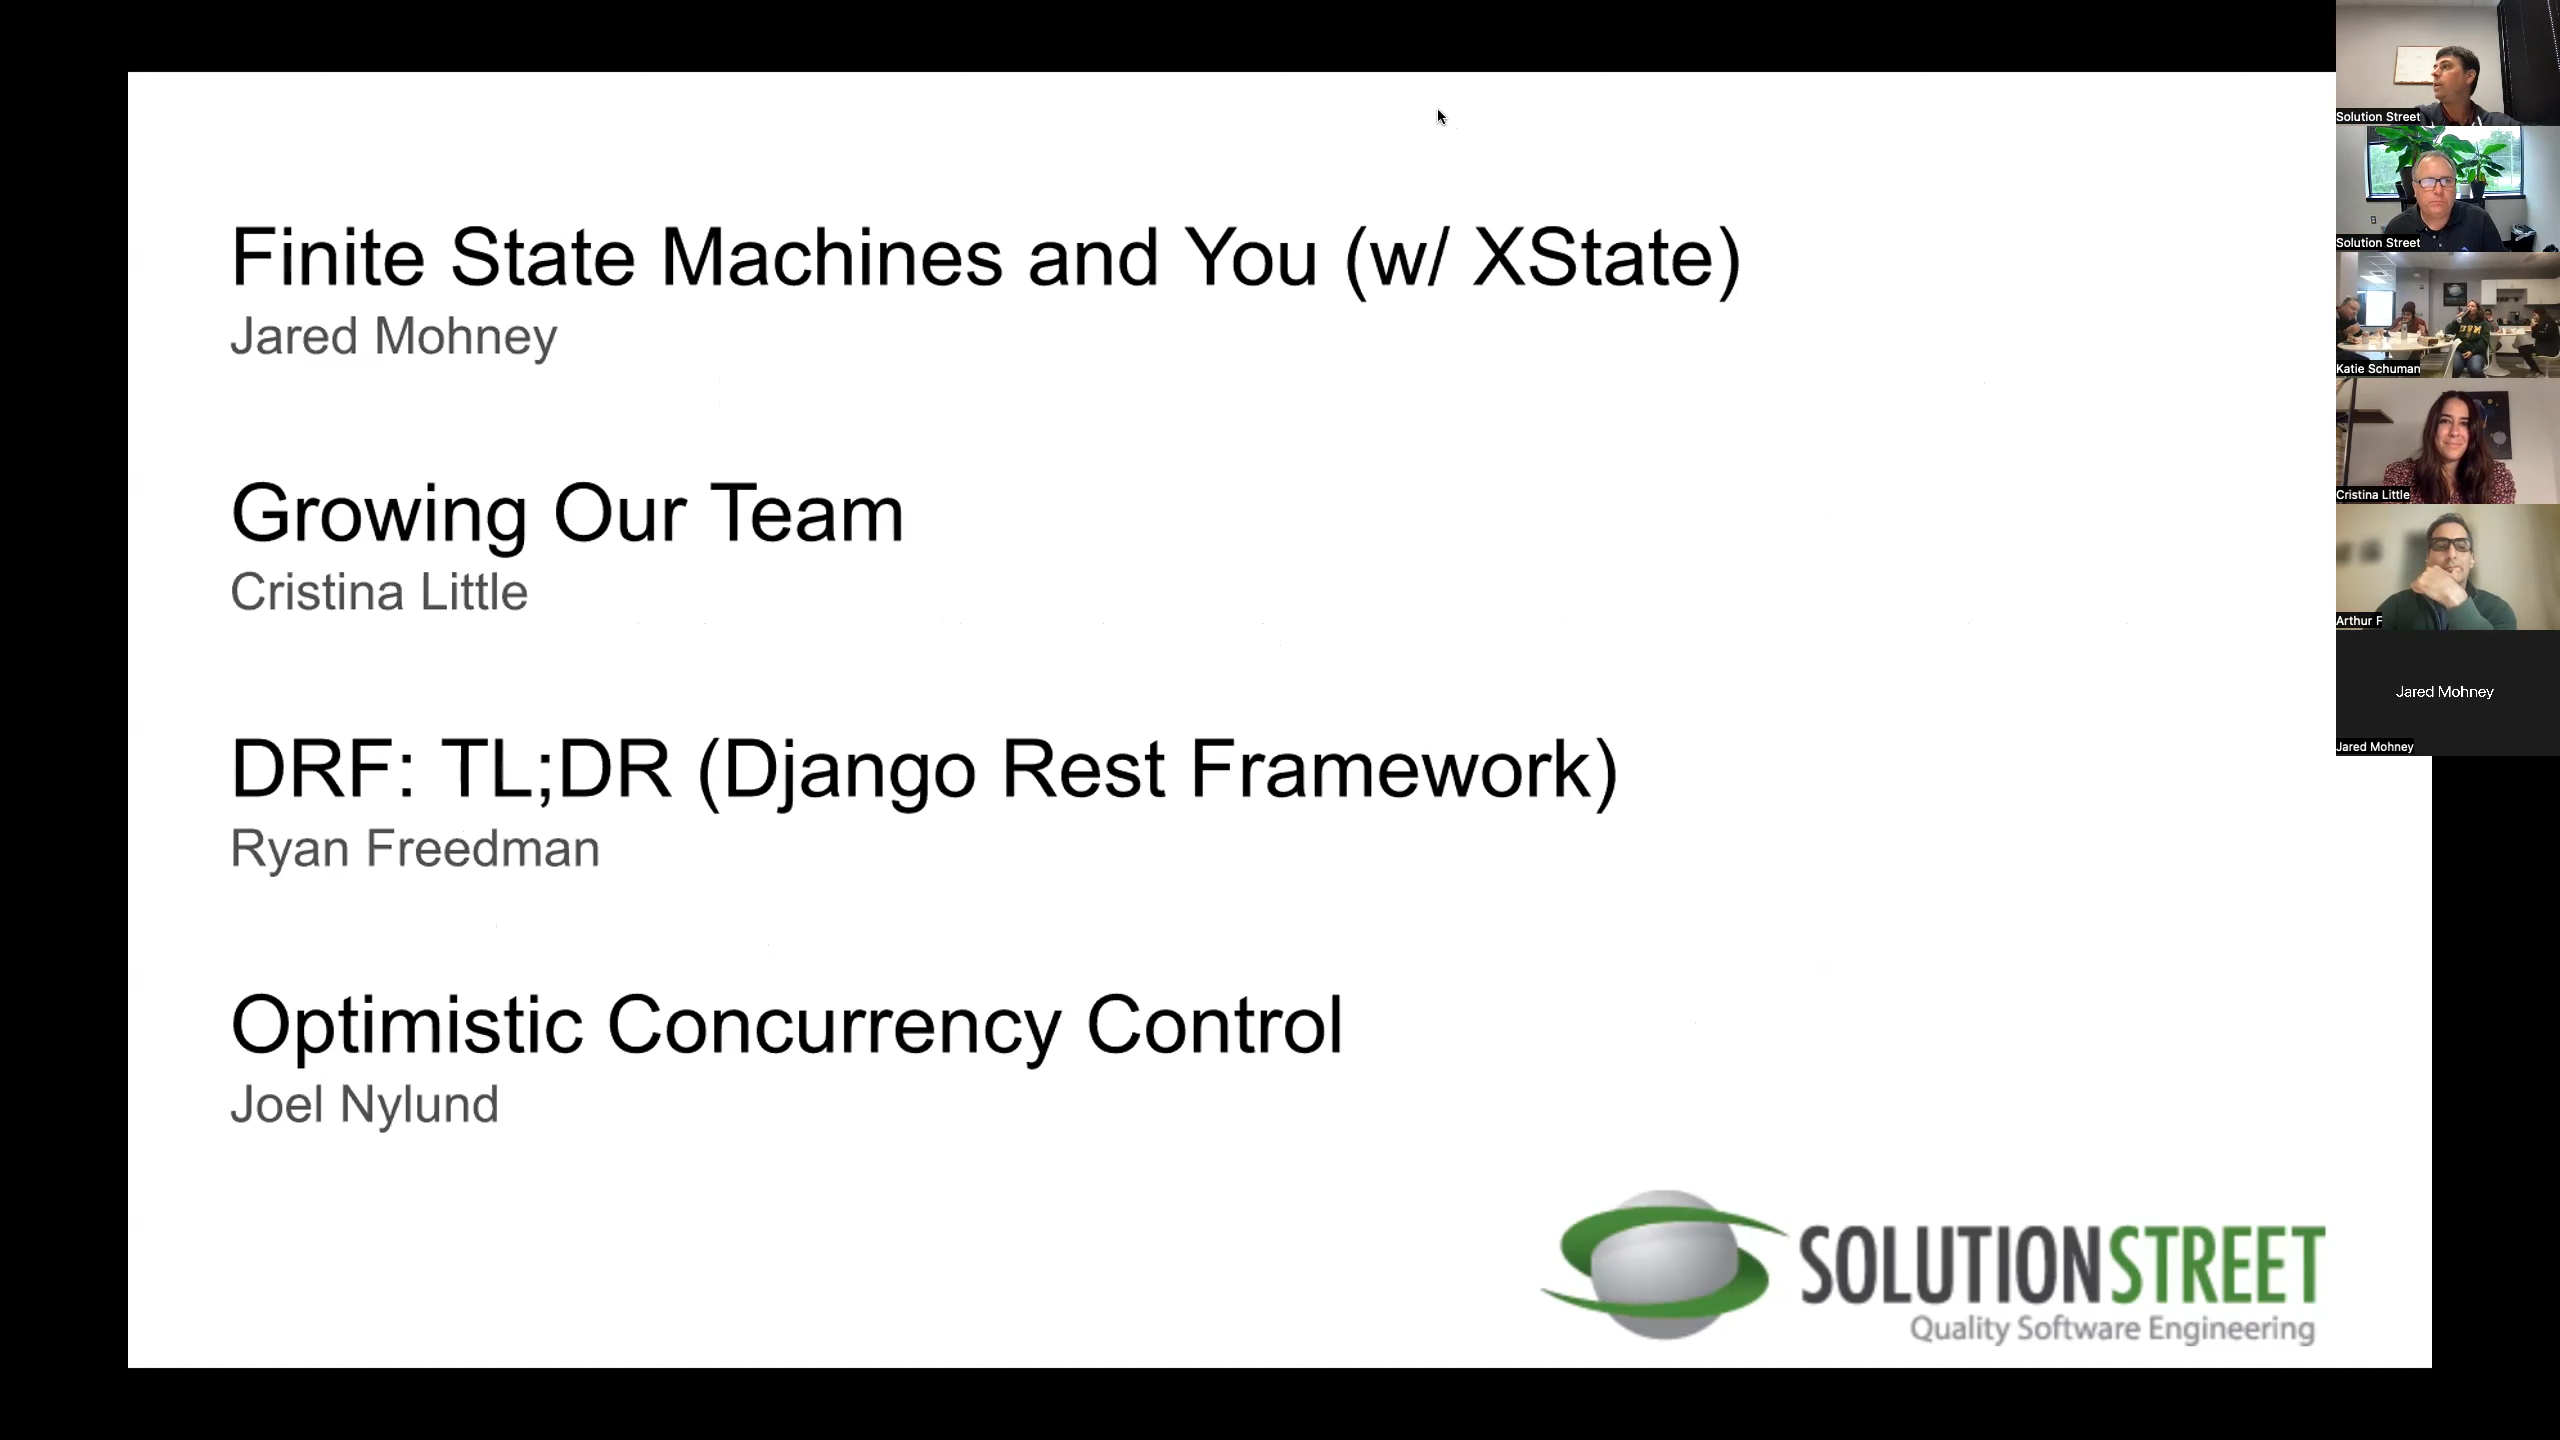 Finite State Machines and You (w/ XState)
Jared Mohney
Growing Our Team
Cristina Little
DRF: TL;DR (Django Rest Framework)
Ryan Freedman
Optimistic Concurrency Control
Joel Nylund
SOLUTIONSTREET
Quality Software Engineering
Solution Street
Solution Street
Katie Schuman
Cristina Little
Arthur F
Jared Mohney
Jared Mohney